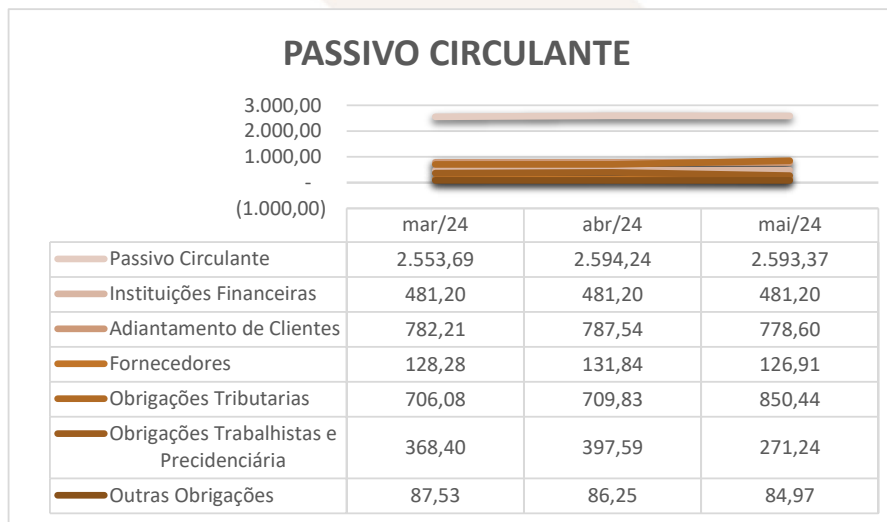 PASSIVO CIRCULANTE
3.000,00
2.000,00
1.000,00
-
(1.000,00)
mar/24 abr/24 mai/24
Passivo Circulante 2.553,69 2.594,24 2.593,37
Instituições Financeiras 481,20 481,20 481,20
Adiantamento de Clientes 782,21 787,54 778,60
Fornecedores 128,28 131,84 126,91
Obrigações Tributarias 706,08 709,83 850,44
Obrigações Trabalhistas e
Precidenciária 368,40 397,59 271,24
Outras Obrigações 87,53 86,25 84,97